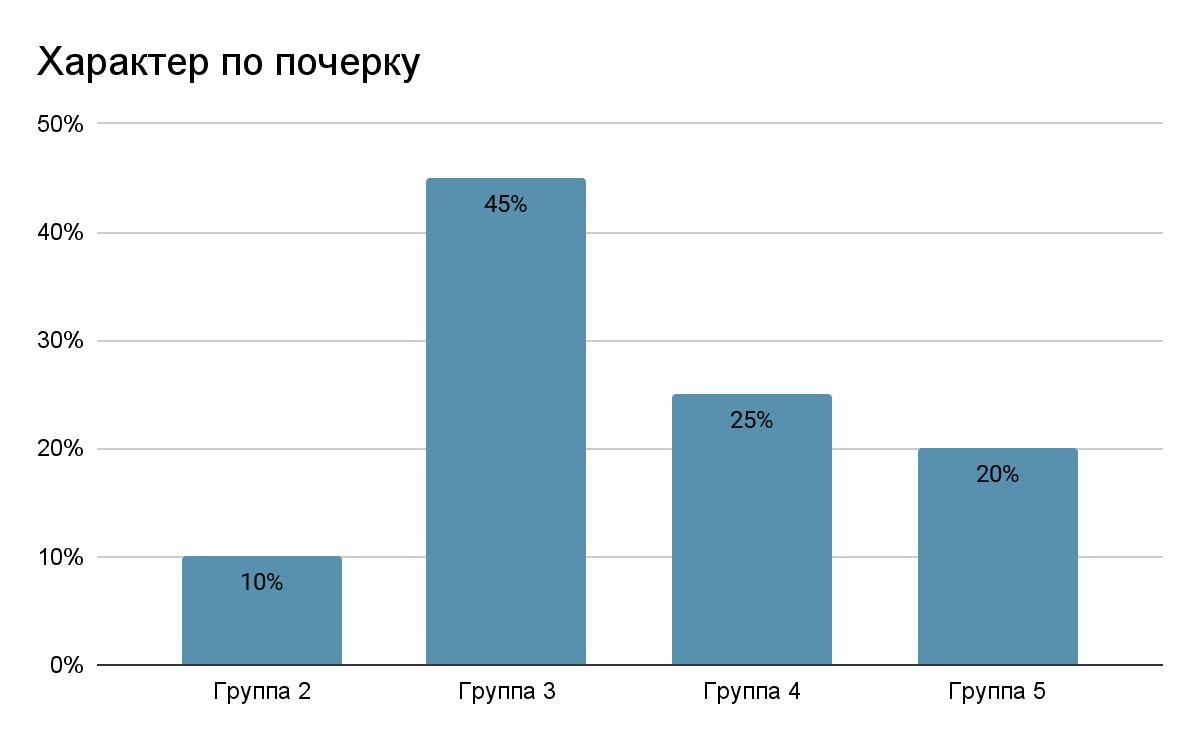 Характер по почерку
50%
40%
30%
20%
10%
0%
10%
45%
25%
20%
Группа 2
Группа 3
Группа 4
Группа 5